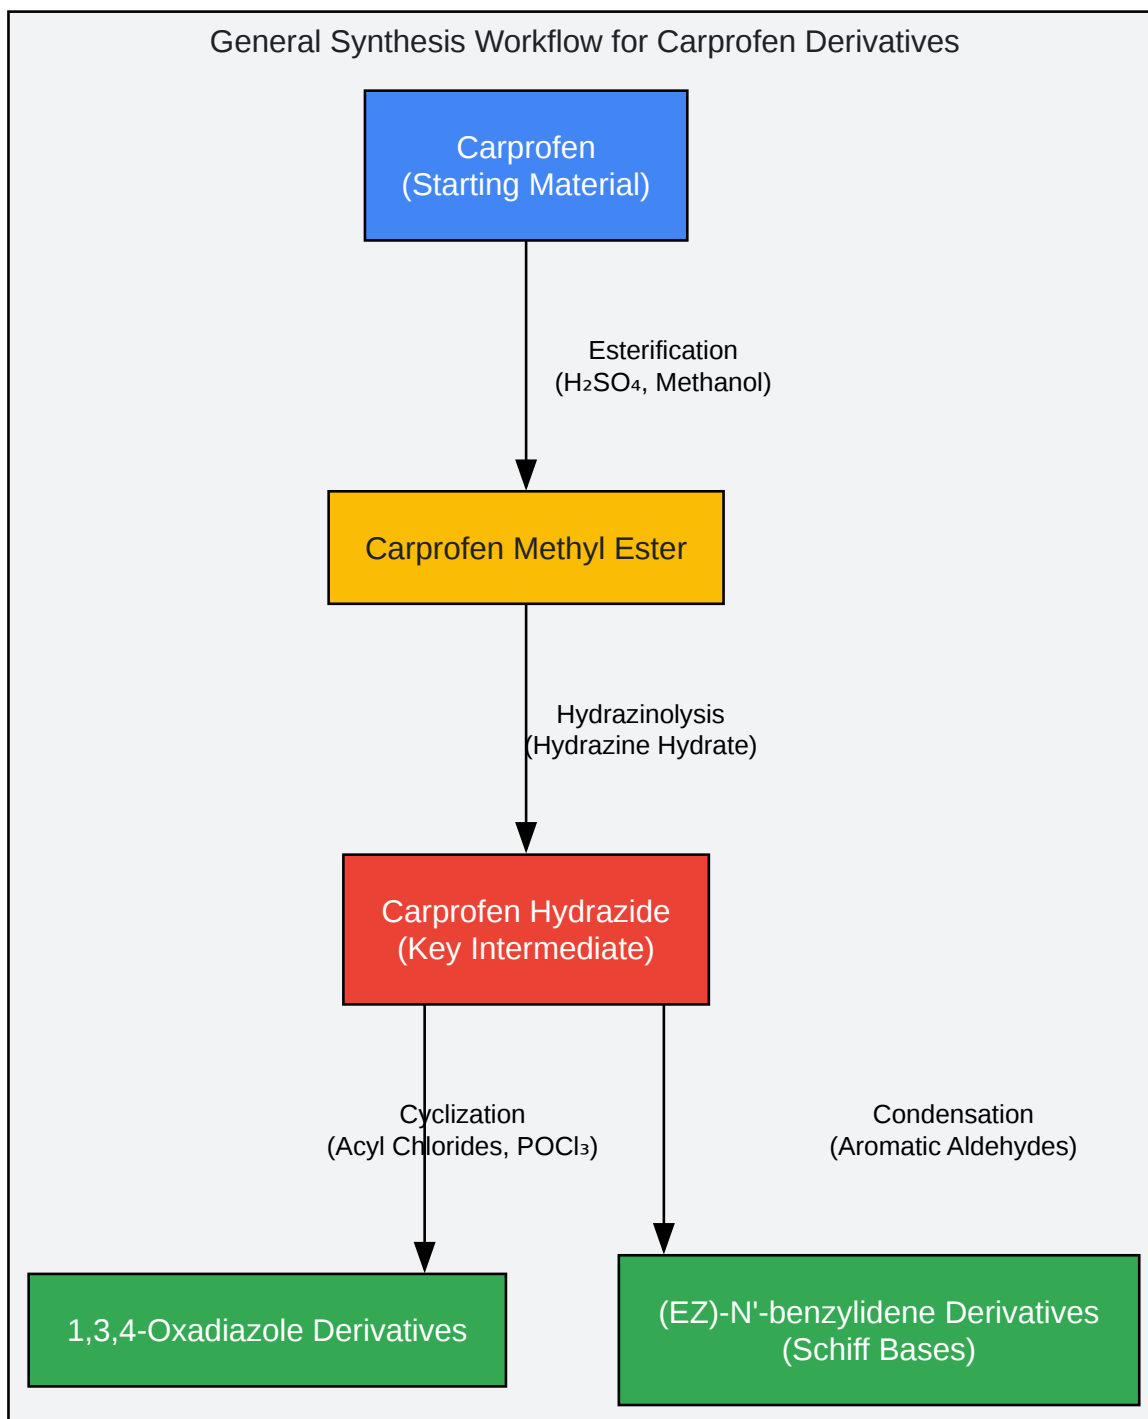 General Synthesis Workflow for Carprofen Derivatives
Carprofen
(Starting Material)
Esterification
(H₂SO₄, Methanol)
Carprofen Methyl Ester
Hydrazinolysis
(Hydrazine Hydrate)
Carprofen Hydrazide
(Key Intermediate)
Cyclization
(Acyl Chlorides, POCl₃)
Condensation
(Aromatic Aldehydes)
1,3,4-Oxadiazole Derivatives
(EZ)-N'-benzylidene Derivatives
(Schiff Bases)